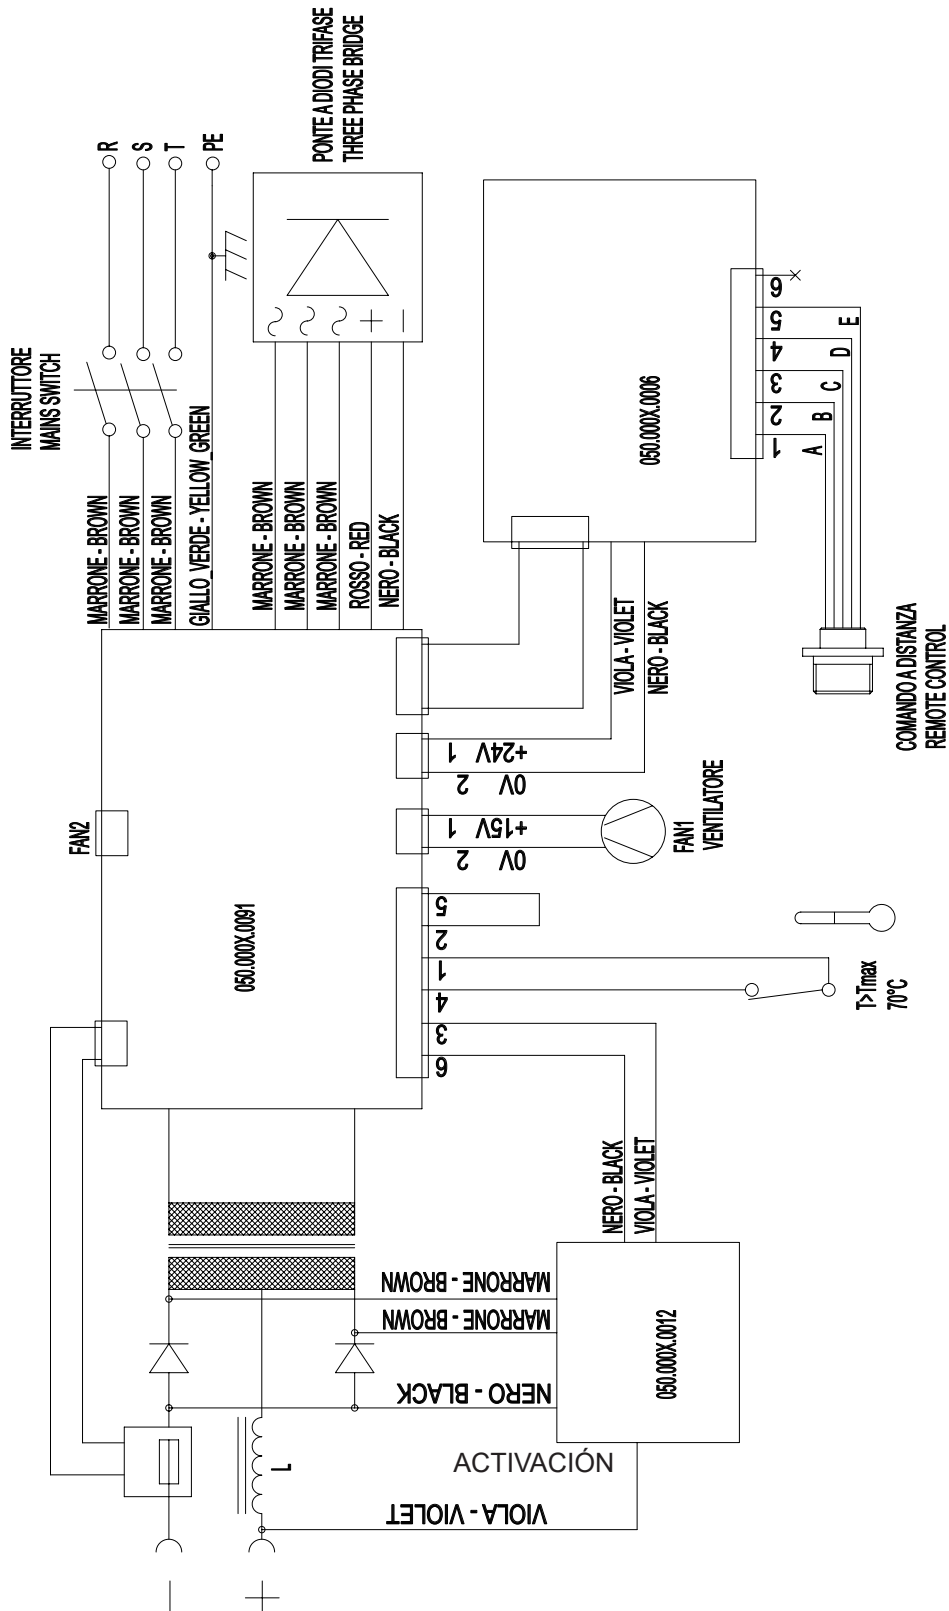 INTERRUTTORE
MAINS SWITCH
R
S
T
PE
PONTE A DIODI TRIFASE
THREE PHASE BRIDGE
MARRONE - BROWN
MARRONE - BROWN
MARRONE - BROWN
GIALLO_VERDE - YELLOW_GREEN
MARRONE - BROWN
MARRONE - BROWN
MARRONE - BROWN
ROSSO - RED
NERO - BLACK
+
-
050.000X.0006
1
2
3
4
5
6
A
B
C
D
E
COMANDO A DISTANZA
REMOTE CONTROL
VIOLA - VIOLET
NERO - BLACK
1 +24V
2 0V
1 +15V
2 0V
FAN1
VENTILATORE
FAN2
050.000X.0091
5
2
1
4
3
6
T>Tmax
70°C
NERO - BLACK
VIOLA - VIOLET
MARRONE - BROWN
MARRONE - BROWN
NERO - BLACK
050.000X.0012
ACTIVACIÓN
VIOLA - VIOLET
L
-
+